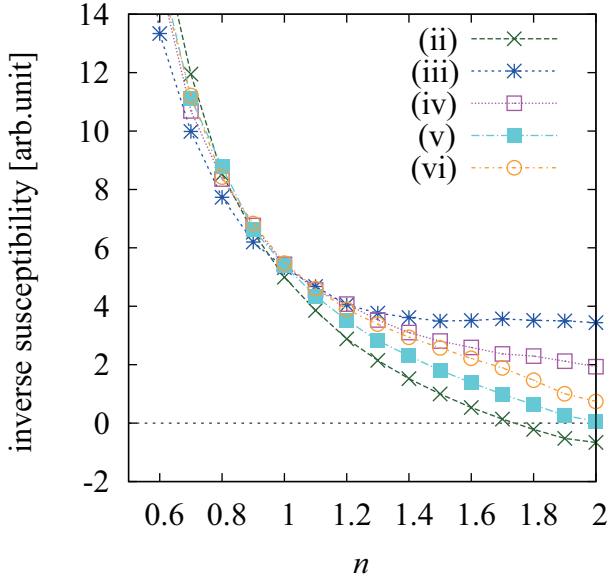 14
12
10
8
6
4
2
0
-2
inverse susceptibility [arb.unit]
(ii)
(iii)
(iv)
(v)
(vi)
0.6 0.8 1 1.2 1.4 1.6 1.8 2
n